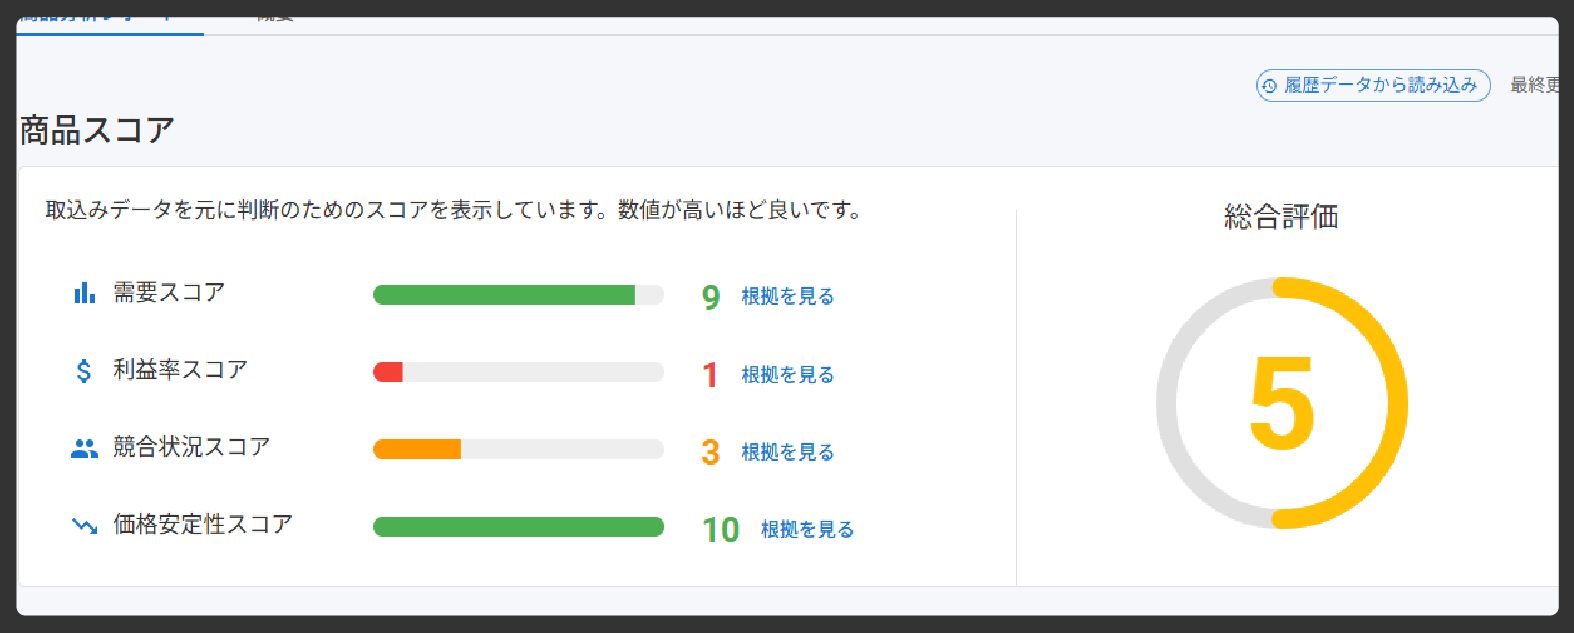 履歴データから読み込み
最終更
商品スコア
取込みデータを元に判断のためのスコアを表示しています。数値が高いほど良いです。
総合評価
需要スコア 9 根拠を見る
利益率スコア 1 根拠を見る
競合状況スコア 3 根拠を見る
価格安定性スコア 10 根拠を見る
5